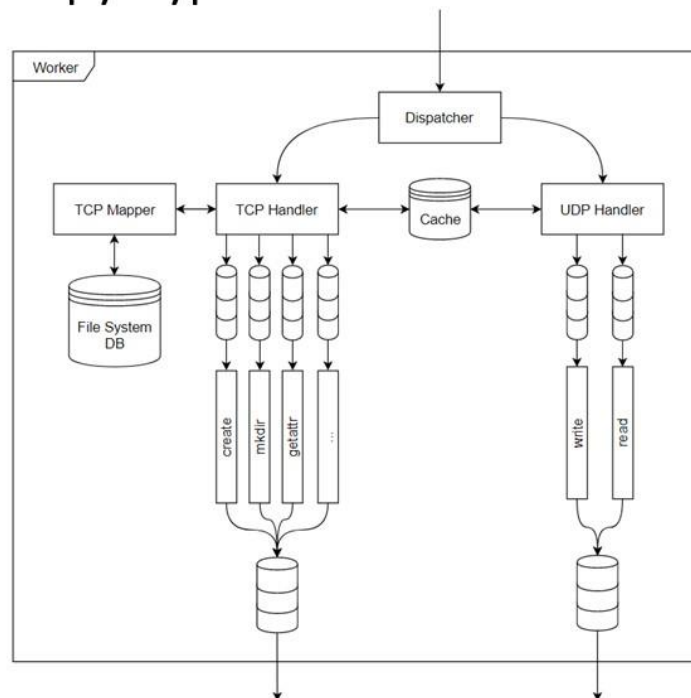 Worker
Dispatcher
TCP Mapper
TCP Handler
Cache
UDP Handler
File System
DB
create
mkdir
getattr
...
write
read